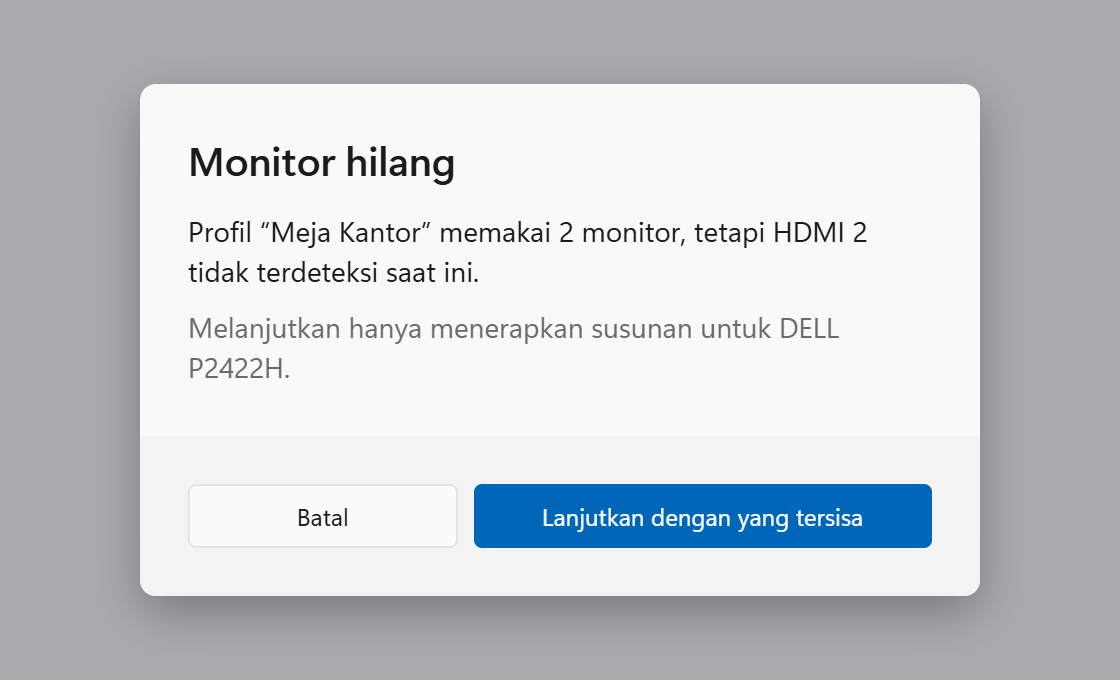 Monitor hilang
Profil “Meja Kantor” memakai 2 monitor, tetapi HDMI 2
tidak terdeteksi saat ini.
Melanjutkan hanya menerapkan susunan untuk DELL
P2422H.
Batal
Lanjutkan dengan yang tersisa